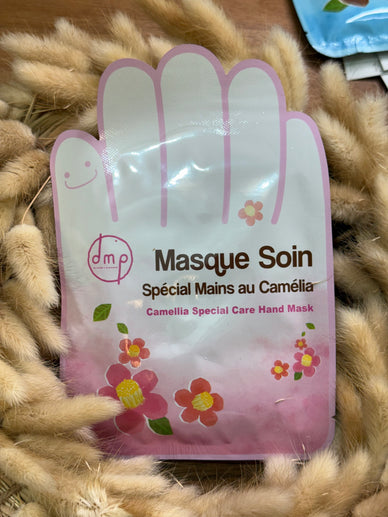 dmp
Masque Soin
Spécial Mains au Camélia
Camellia Special Care Hand Mask